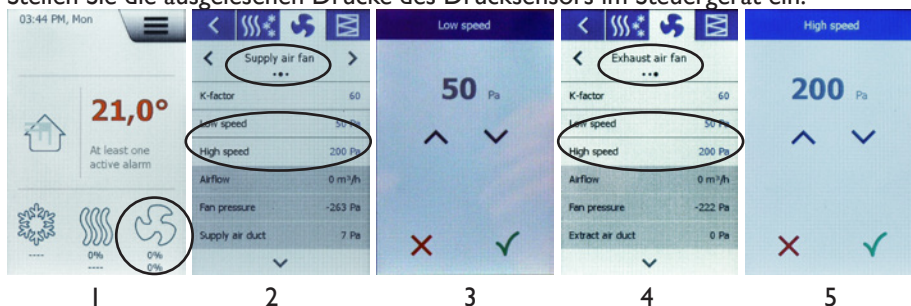 Stellen Sie die ausgelesenen Drücke des Drucksensors im Steuergerät ein.
03:44 PM, Mon
21,0°
At least one
active alarm
----
0%
----
0%
0%
Supply air fan
K-factor 60
Low speed 50 Pa
High speed 200 Pa
Airflow 0 m³/h
Fan pressure -263 Pa
Supply air duct 7 Pa
Low speed
50 Pa
Exhaust air fan
K-factor 60
Low speed 50 Pa
High speed 200 Pa
Airflow 0 m³/h
Fan pressure -222 Pa
Extract air duct 0 Pa
High speed
200 Pa
1 2 3 4 5